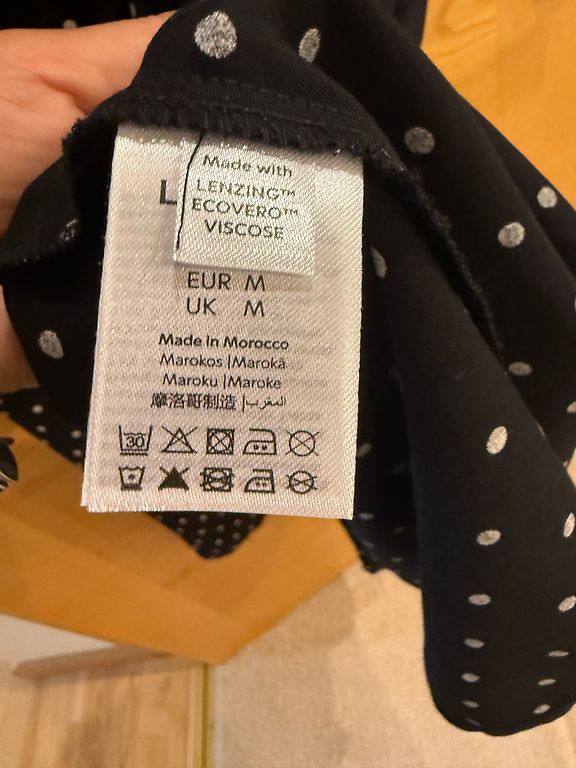 Made with
LENZING™
ECOVERO™
VISCOSE
L
EUR M
UK M
Made in Morocco
Marokos |Marokā
Maroku |Maroke
摩洛哥制造 |المغرب
30